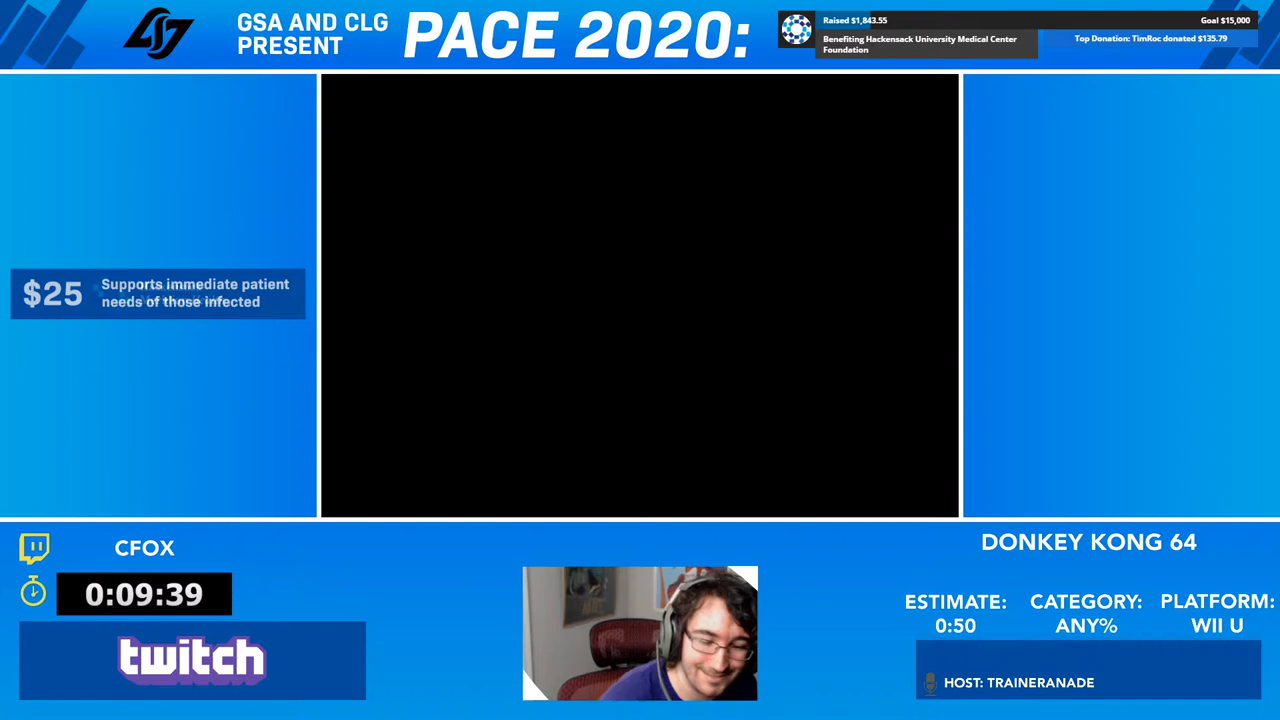 GSA AND CLG
PRESENT
PACE 2020:
Raised $1,843.55
Goal $15,000
Benefiting Hackensack University Medical Center
Foundation
Top Donation: TimRoc donated $135.79
$25
Supports immediate patient
needs of those infected
CFOX
0:09:39
twitch
DONKEY KONG 64
ESTIMATE:
0:50
CATEGORY:
ANY%
PLATFORM:
WII U
HOST: TRAINERANADE